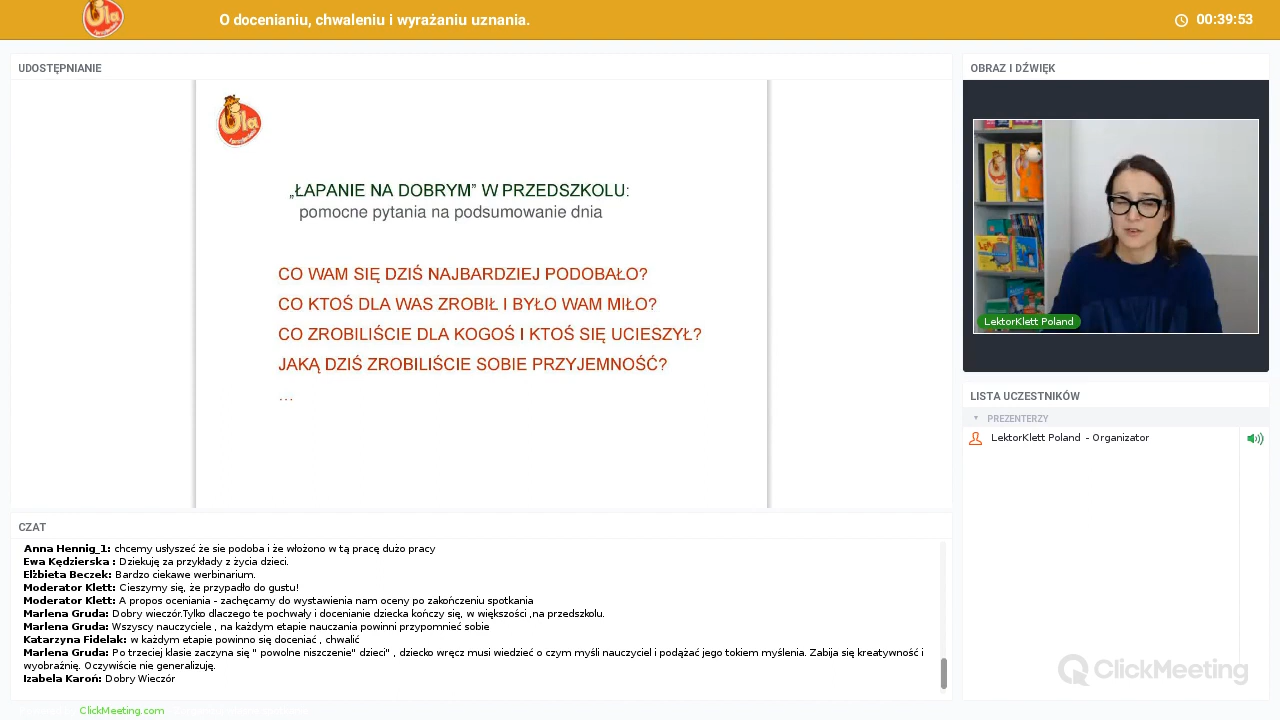 Ula
O docenianiu, chwaleniu i wyrażaniu uznania.
00:39:53
UDOSTĘPNIANIE
Ula
„ŁAPANIE NA DOBRYM” W PRZEDSZKOLU:
pomocne pytania na podsumowanie dnia
CO WAM SIĘ DZIŚ NAJBARDZIEJ PODOBAŁO?
CO KTOŚ DLA WAS ZROBIŁ I BYŁO WAM MIŁO?
CO ZROBILIŚCIE DLA KOGOŚ I KTOŚ SIĘ UCIESZYŁ?
JAKĄ DZIŚ ZROBILIŚCIE SOBIE PRZYJEMNOŚĆ?
...
OBRAZ I DŹWIĘK
LektorKlett Poland
LISTA UCZESTNIKÓW
PREZENTERZY
LektorKlett Poland - Organizator
CZAT
Anna Hennig_1: chcemy usłyszeć że sie podoba i że włożono w tą pracę dużo pracy
Ewa Kędzierska : Dziekuję za przykłady z życia dzieci.
Elżbieta Beczek: Bardzo ciekawe werbinarium.
Moderator Klett: Cieszymy się, że przypadło do gustu!
Moderator Klett: A propos oceniania - zachęcamy do wystawienia nam oceny po zakończeniu spotkania
Marlena Gruda: Dobry wieczór.Tylko dlaczego te pochwały i docenianie dziecka kończy się, w większości ,na przedszkolu.
Marlena Gruda: Wszyscy nauczyciele , na każdym etapie nauczania powinni przypomnieć sobie
Katarzyna Fidelak: w każdym etapie powinno się doceniać , chwalić
Marlena Gruda: Po trzeciej klasie zaczyna się " powolne niszczenie" dzieci" , dziecko wręcz musi wiedzieć o czym myśli nauczyciel i podążać jego tokiem myślenia. Zabija się kreatywność i
wyobraźnię. Oczywiście nie generalizuję.
Izabela Karoń: Dobry Wieczór
ClickMeeting
ClickMeeting.com